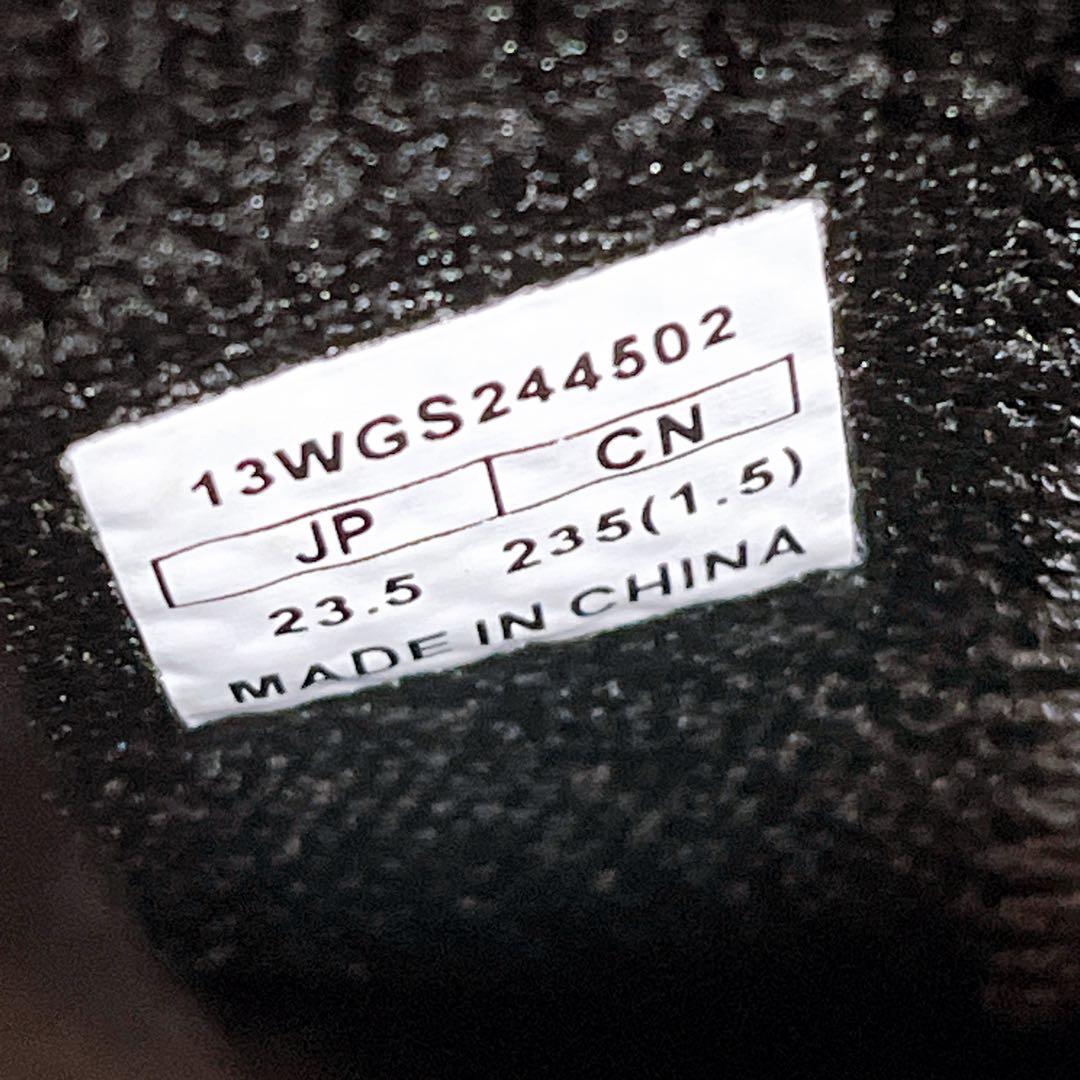 13WGS244502
JP CN
23.5 235(1.5)
MADE IN CHINA